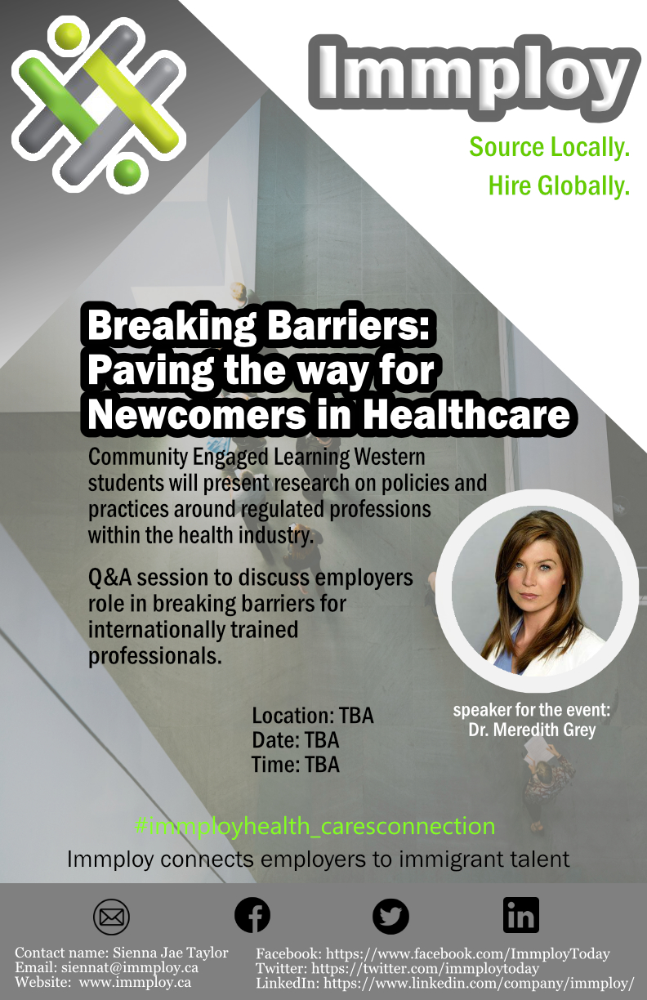 Immploy
Source Locally.
Hire Globally.
Breaking Barriers:
Paving the way for
Newcomers in Healthcare
Community Engaged Learning Western
students will present research on policies and
practices around regulated professions
within the health industry.
Q&A session to discuss employers
role in breaking barriers for
internationally trained
professionals.
speaker for the event:
Dr. Meredith Grey
Location: TBA
Date: TBA
Time: TBA
#immployhealth_caresconnection
Immploy connects employers to immigrant talent
Contact name: Sienna Jae Taylor
Email: siennat@immploy.ca
Website:  www.immploy.ca
Facebook: https://www.facebook.com/ImmployToday
Twitter: https://twitter.com/immploytoday
LinkedIn: https://www.linkedin.com/company/immploy/